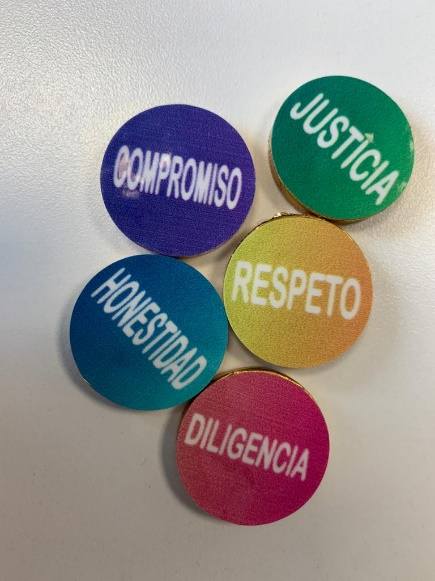 JUSTICIA
COMPROMISO
RESPETO
HONESTIDAD
DILIGENCIA